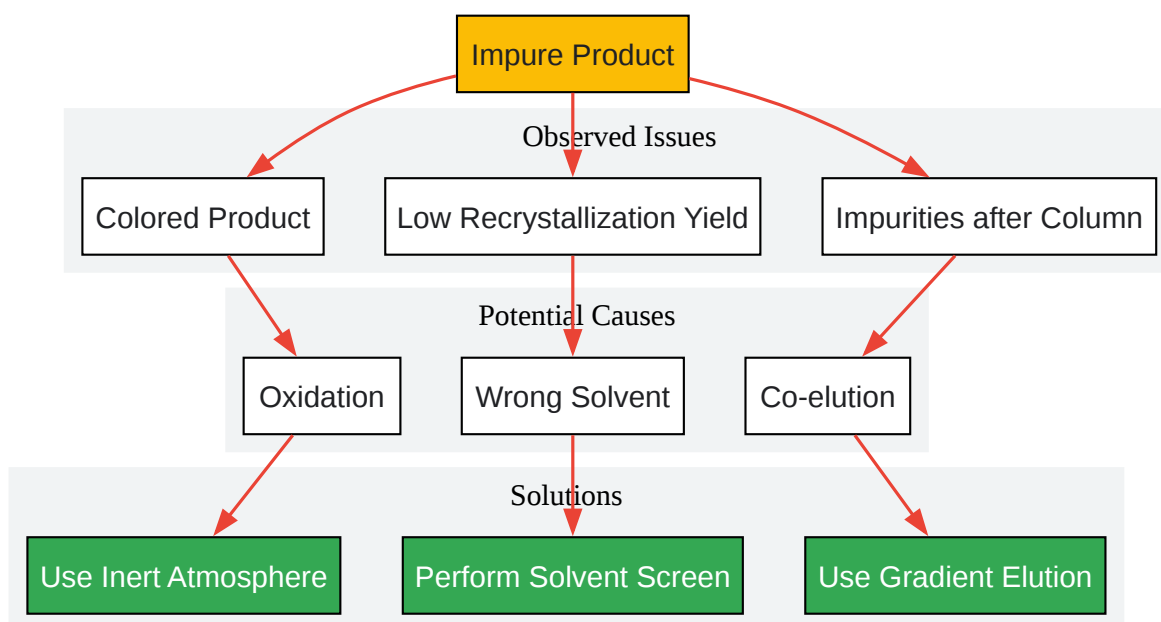 Impure Product
Observed Issues
Colored Product
Low Recrystallization Yield
Impurities after Column
Potential Causes
Oxidation
Wrong Solvent
Co-elution
Solutions
Use Inert Atmosphere
Perform Solvent Screen
Use Gradient Elution